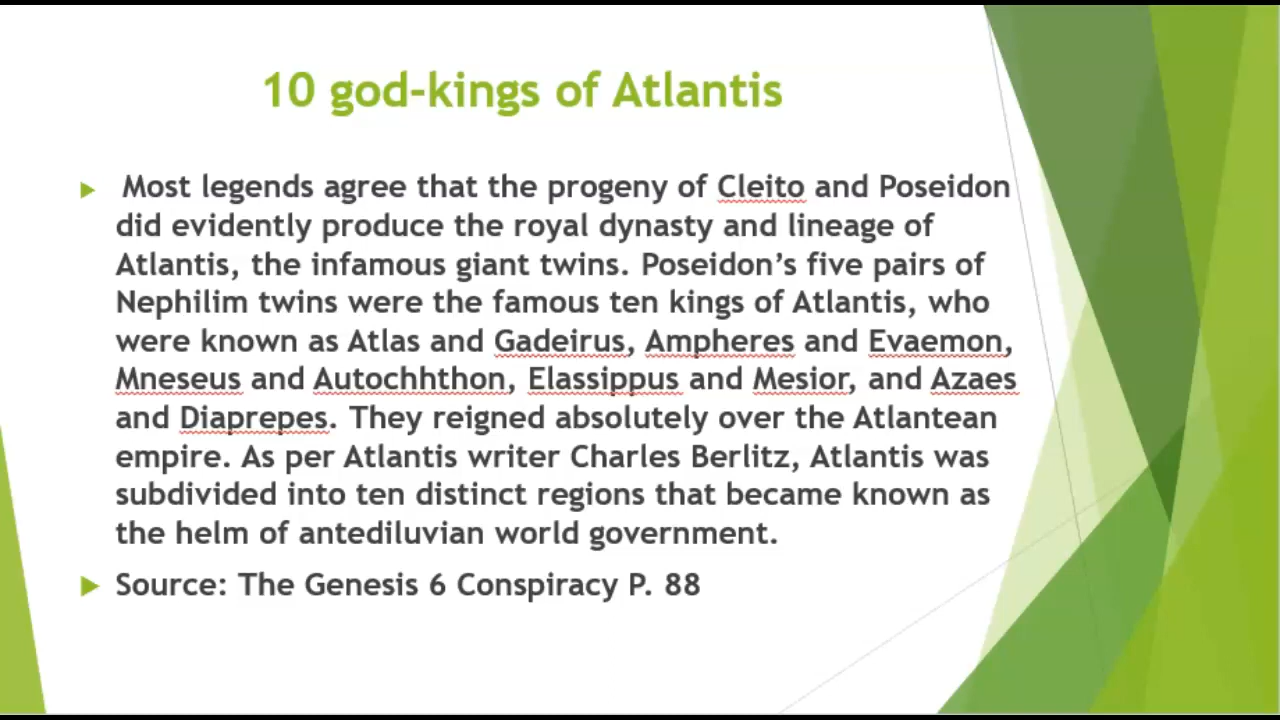 10 god-kings of Atlantis
Most legends agree that the progeny of Cleito and Poseidon
did evidently produce the royal dynasty and lineage of
Atlantis, the infamous giant twins. Poseidon’s five pairs of
Nephilim twins were the famous ten kings of Atlantis, who
were known as Atlas and Gadeirus, Ampheres and Evaemon,
Mneseus and Autochhthon, Elassippus and Mesior, and Azaes
and Diaprepes. They reigned absolutely over the Atlantean
empire. As per Atlantis writer Charles Berlitz, Atlantis was
subdivided into ten distinct regions that became known as
the helm of antediluvian world government.
Source: The Genesis 6 Conspiracy P. 88